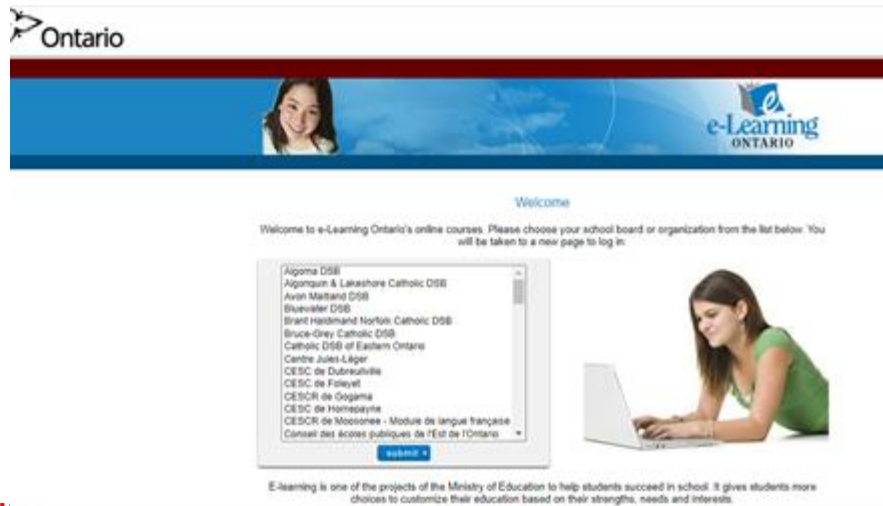 Ontario
e-Learning
ONTARIO
Welcome
Welcome to e-Learning Ontario's online courses. Please choose your school board or organization from the list below. You
will be taken to a new page to log in:
Algoma DSB
Algonquin & Lakeshore Catholic DSB
Avon Maitland DSB
Bluewater DSB
Brant Haldimand Norfolk Catholic DSB
Bruce-Grey Catholic DSB
Catholic DSB of Eastern Ontario
Centre Jules-Léger
CESC de Dubreuilville
CESC de Foleyet
CESCR de Gogama
CESC de Hornepayne
CESCR de Moosonee - Module de langue française
Conseil des écoles publiques de l'Est de l'Ontario
submit
E-learning is one of the projects of the Ministry of Education to help students succeed in school. It gives students more
choices to customize their education based on their strengths, needs and interests.